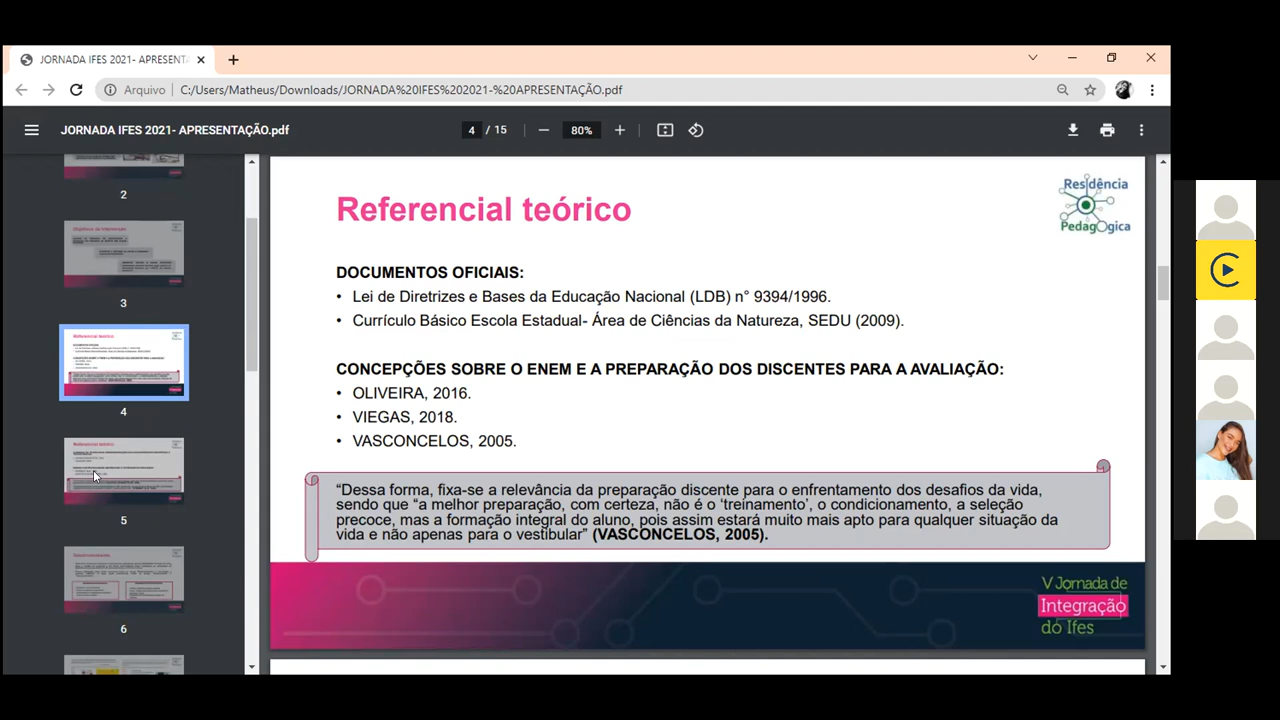 JORNADA IFES 2021- APRESENTA
Arquivo
C:/Users/Matheus/Downloads/JORNADA%20IFES%202021-%20APRESENTAÇÃO.pdf
JORNADA IFES 2021- APRESENTAÇÃO.pdf
4 / 15
80%
2
3
Referencial teórico
4
Referencial teórico
5
6
Residência
Pedagógica
Referencial teórico
DOCUMENTOS OFICIAIS:
• Lei de Diretrizes e Bases da Educação Nacional (LDB) n° 9394/1996.
• Currículo Básico Escola Estadual- Área de Ciências da Natureza, SEDU (2009).
CONCEPÇÕES SOBRE O ENEM E A PREPARAÇÃO DOS DISCENTES PARA A AVALIAÇÃO:
• OLIVEIRA, 2016.
• VIEGAS, 2018.
• VASCONCELOS, 2005.
“Dessa forma, fixa-se a relevância da preparação discente para o enfrentamento dos desafios da vida,
sendo que “a melhor preparação, com certeza, não é o ‘treinamento’, o condicionamento, a seleção
precoce, mas a formação integral do aluno, pois assim estará muito mais apto para qualquer situação da
vida e não apenas para o vestibular” (VASCONCELOS, 2005).
V Jornada de
Integração
do Ifes